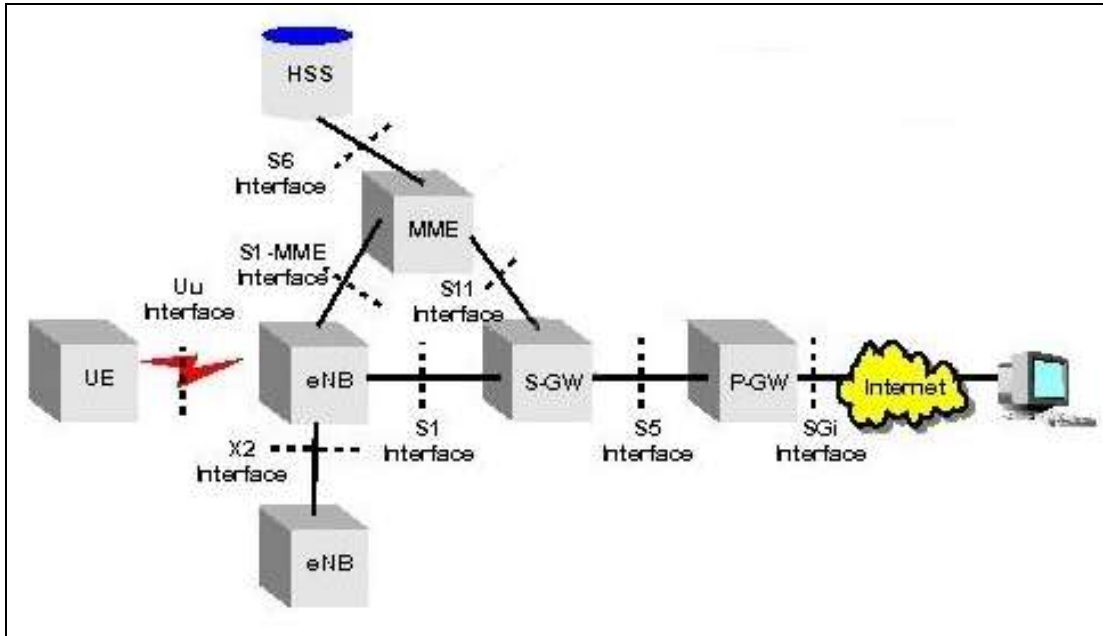 HSS
S6
Interface
MME
S1-MME
Interface
S11
Interface
Uu
Interface
UE
eNB
S-GW
P-GW
Internet
X2
Interface
S1
Interface
S5
Interface
SGi
Interface
eNB